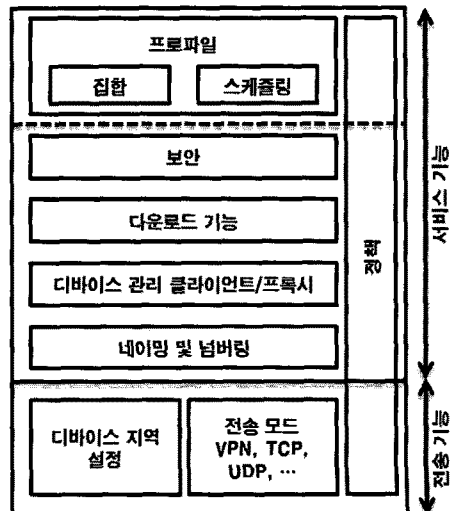 프로파일
집합
스케쥴링
보안
다운로드 기능
디바이스 관리 클라이언트/프록시
네이밍 및 넘버링
정책
서비스 기능
디바이스 지역
설정
전송 모드
VPN, TCP,
UDP, …
전송 기능